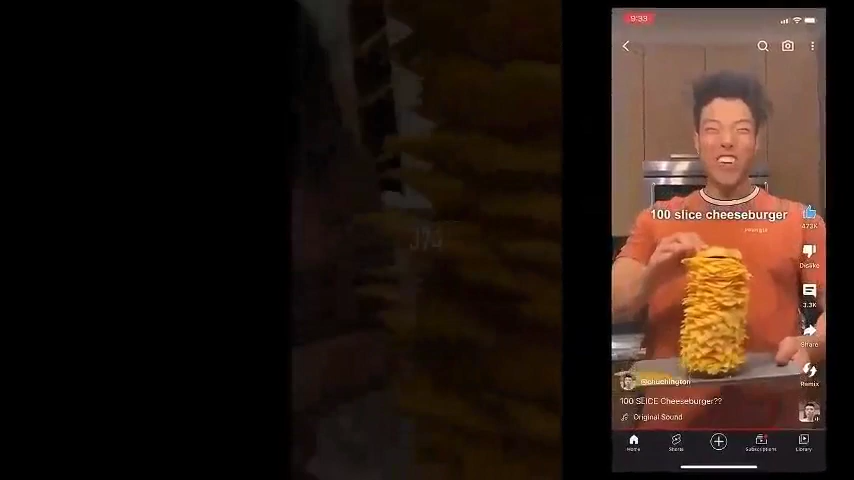 9:33
100 slice cheeseburger
473K
Dislike
3.3K
Share
Remix
@chuchington
100 SLICE Cheeseburger??
Original Sound
Home
Shorts
Subscriptions
Library